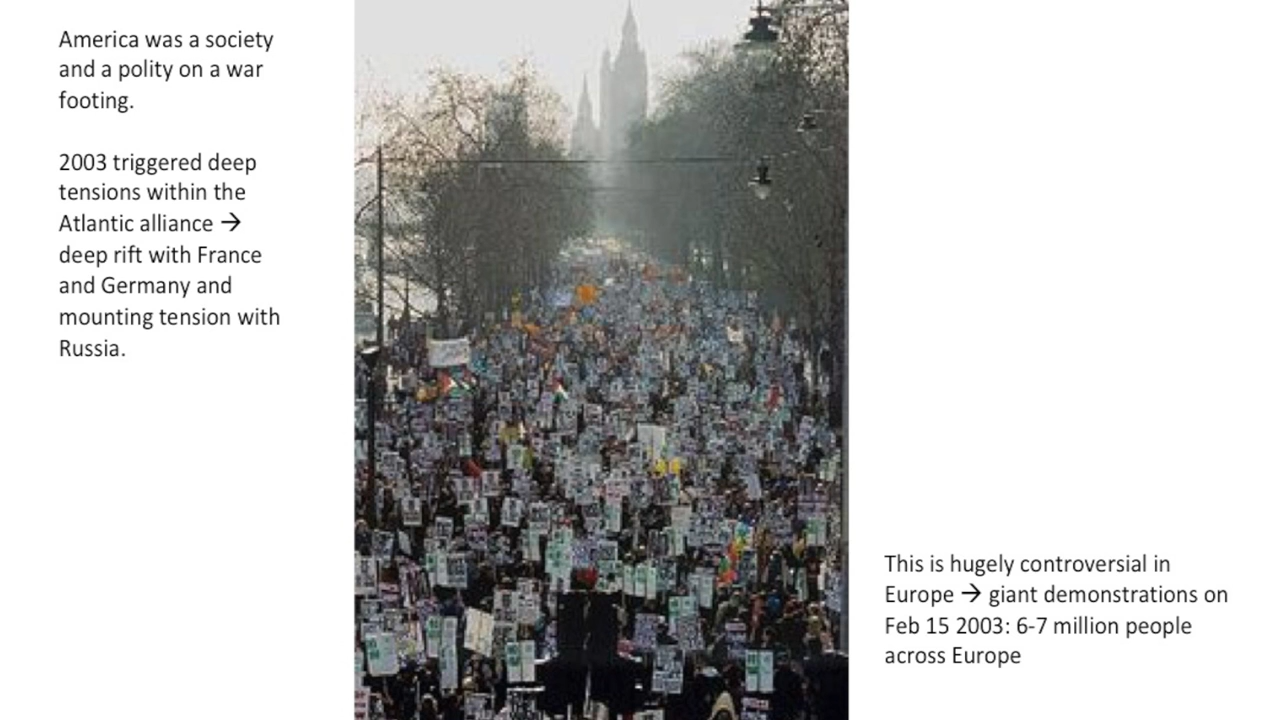 America was a society
and a polity on a war
footing.
2003 triggered deep
tensions within the
Atlantic alliance →
deep rift with France
and Germany and
mounting tension with
Russia.
This is hugely controversial in
Europe → giant demonstrations on
Feb 15 2003: 6-7 million people
across Europe